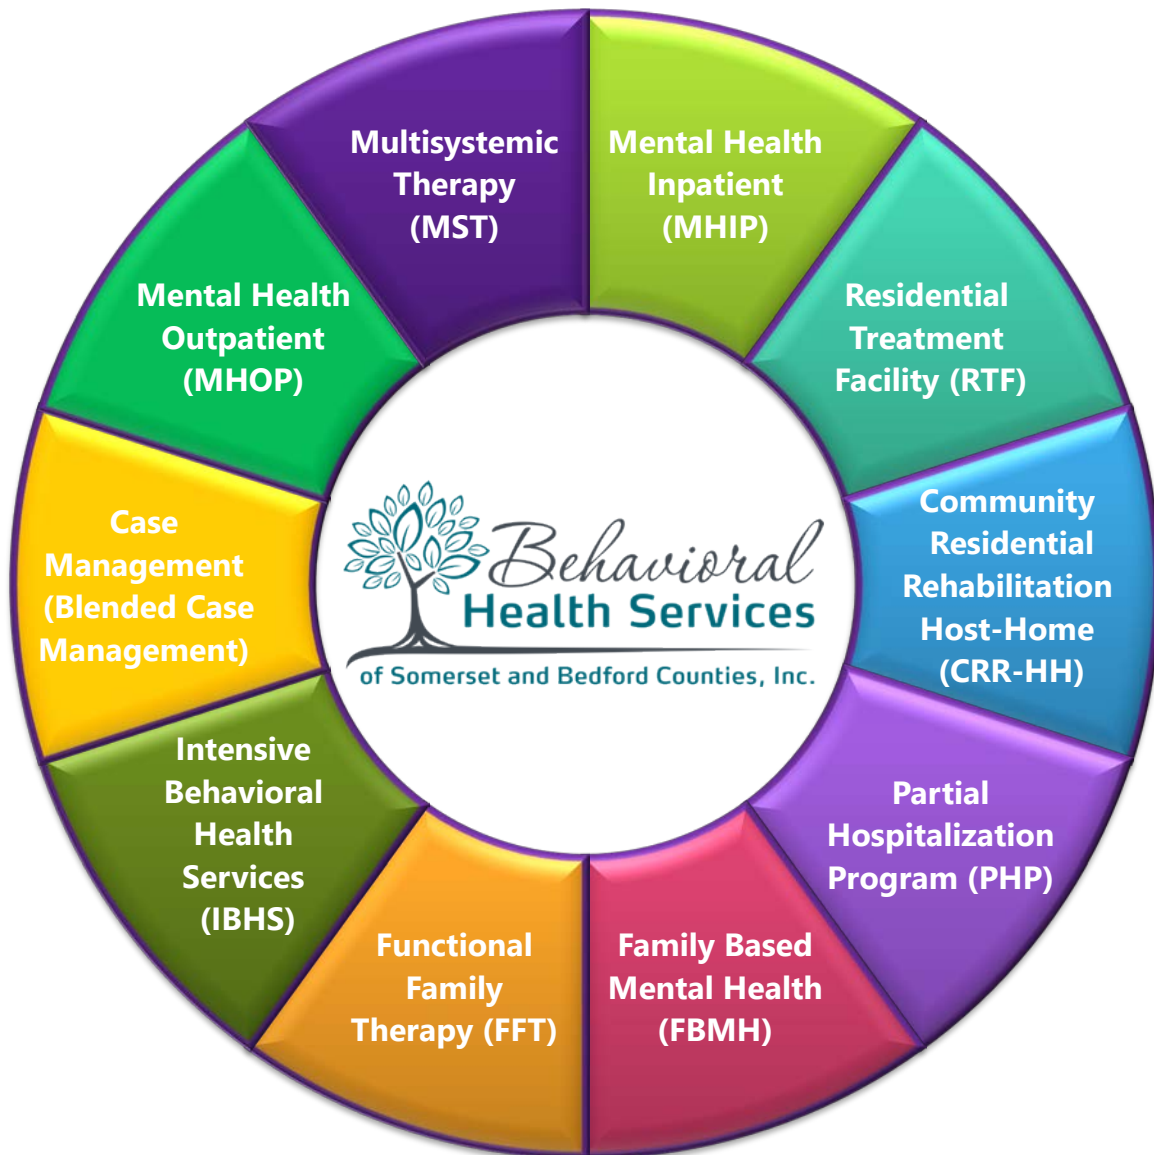 Multisystemic
Therapy
(MST)
Mental Health
Inpatient
(MHIP)
Residential
Treatment
Facility (RTF)
Community
Residential
Rehabilitation
Host-Home
(CRR-HH)
Partial
Hospitalization
Program (PHP)
Family Based
Mental Health
(FBMH)
Functional
Family
Therapy (FFT)
Intensive
Behavioral
Health
Services
(IBHS)
Case
Management
(Blended Case
Management)
Mental Health
Outpatient
(MHOP)
Behavioral
Health Services
of Somerset and Bedford Counties, Inc.